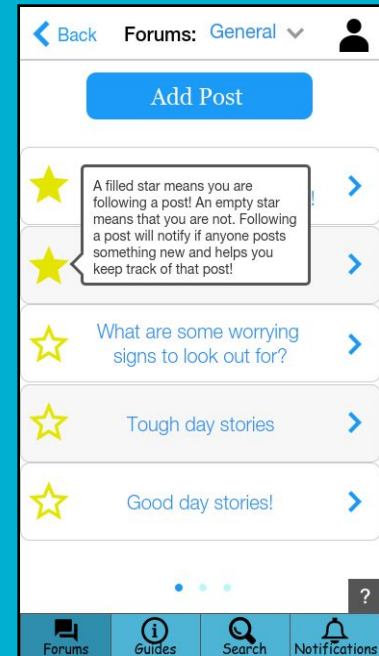 Back Forums: General
Add Post
!
A filled star means you are
following a post! An empty star
means that you are not. Following
a post will notify if anyone posts
something new and helps you
keep track of that post!
What are some worrying
signs to look out for?
Tough day stories
Good day stories!
?
Forums Guides Search Notifications